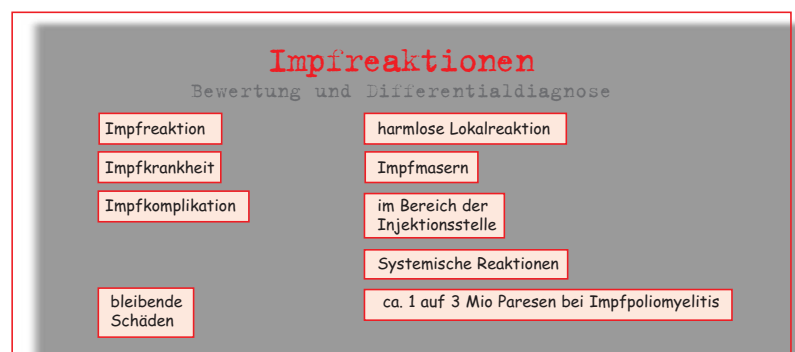 Impfreaktionen
Bewertung und Differentialdiagnose
Impfreaktion
harmlose Lokalreaktion
Impfkrankheit
Impfmasern
Impfkomplikation
im Bereich der
Injektionsstelle
Systemische Reaktionen
bleibende
Schäden
ca. 1 auf 3 Mio Paresen bei Impfpoliomyelitis